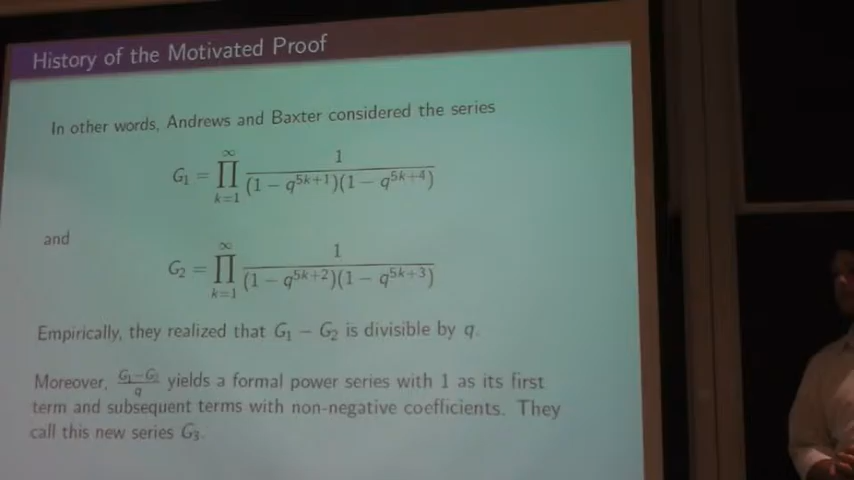 History of the Motivated Proof
In other words, Andrews and Baxter considered the series
G₁ = ∏_{k=1}^{∞} 1 / ((1 − q^{5k+1})(1 − q^{5k+4}))
and
G₂ = ∏_{k=1}^{∞} 1 / ((1 − q^{5k+2})(1 − q^{5k+3}))
Empirically, they realized that G₁ − G₂ is divisible by q.
Moreover, (G₁−G₂)/q yields a formal power series with 1 as its first
term and subsequent terms with non-negative coefficients. They
call this new series G₃.